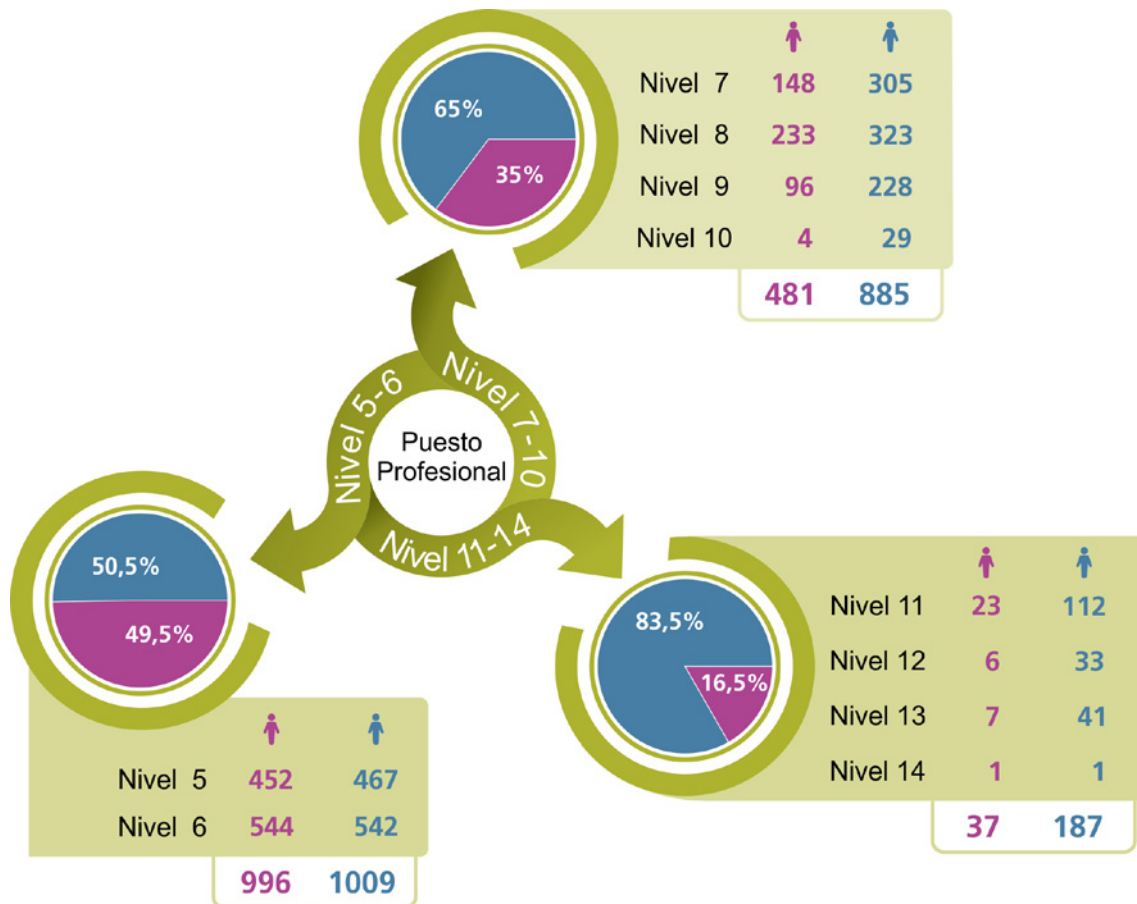 65%
35%
Nivel 7 148 305
Nivel 8 233 323
Nivel 9 96 228
Nivel 10 4 29
481 885
Nivel 5-6
Nivel 7-10
Nivel 11-14
Puesto
Profesional
50,5%
49,5%
Nivel 5 452 467
Nivel 6 544 542
996 1009
83,5%
16,5%
Nivel 11 23 112
Nivel 12 6 33
Nivel 13 7 41
Nivel 14 1 1
37 187